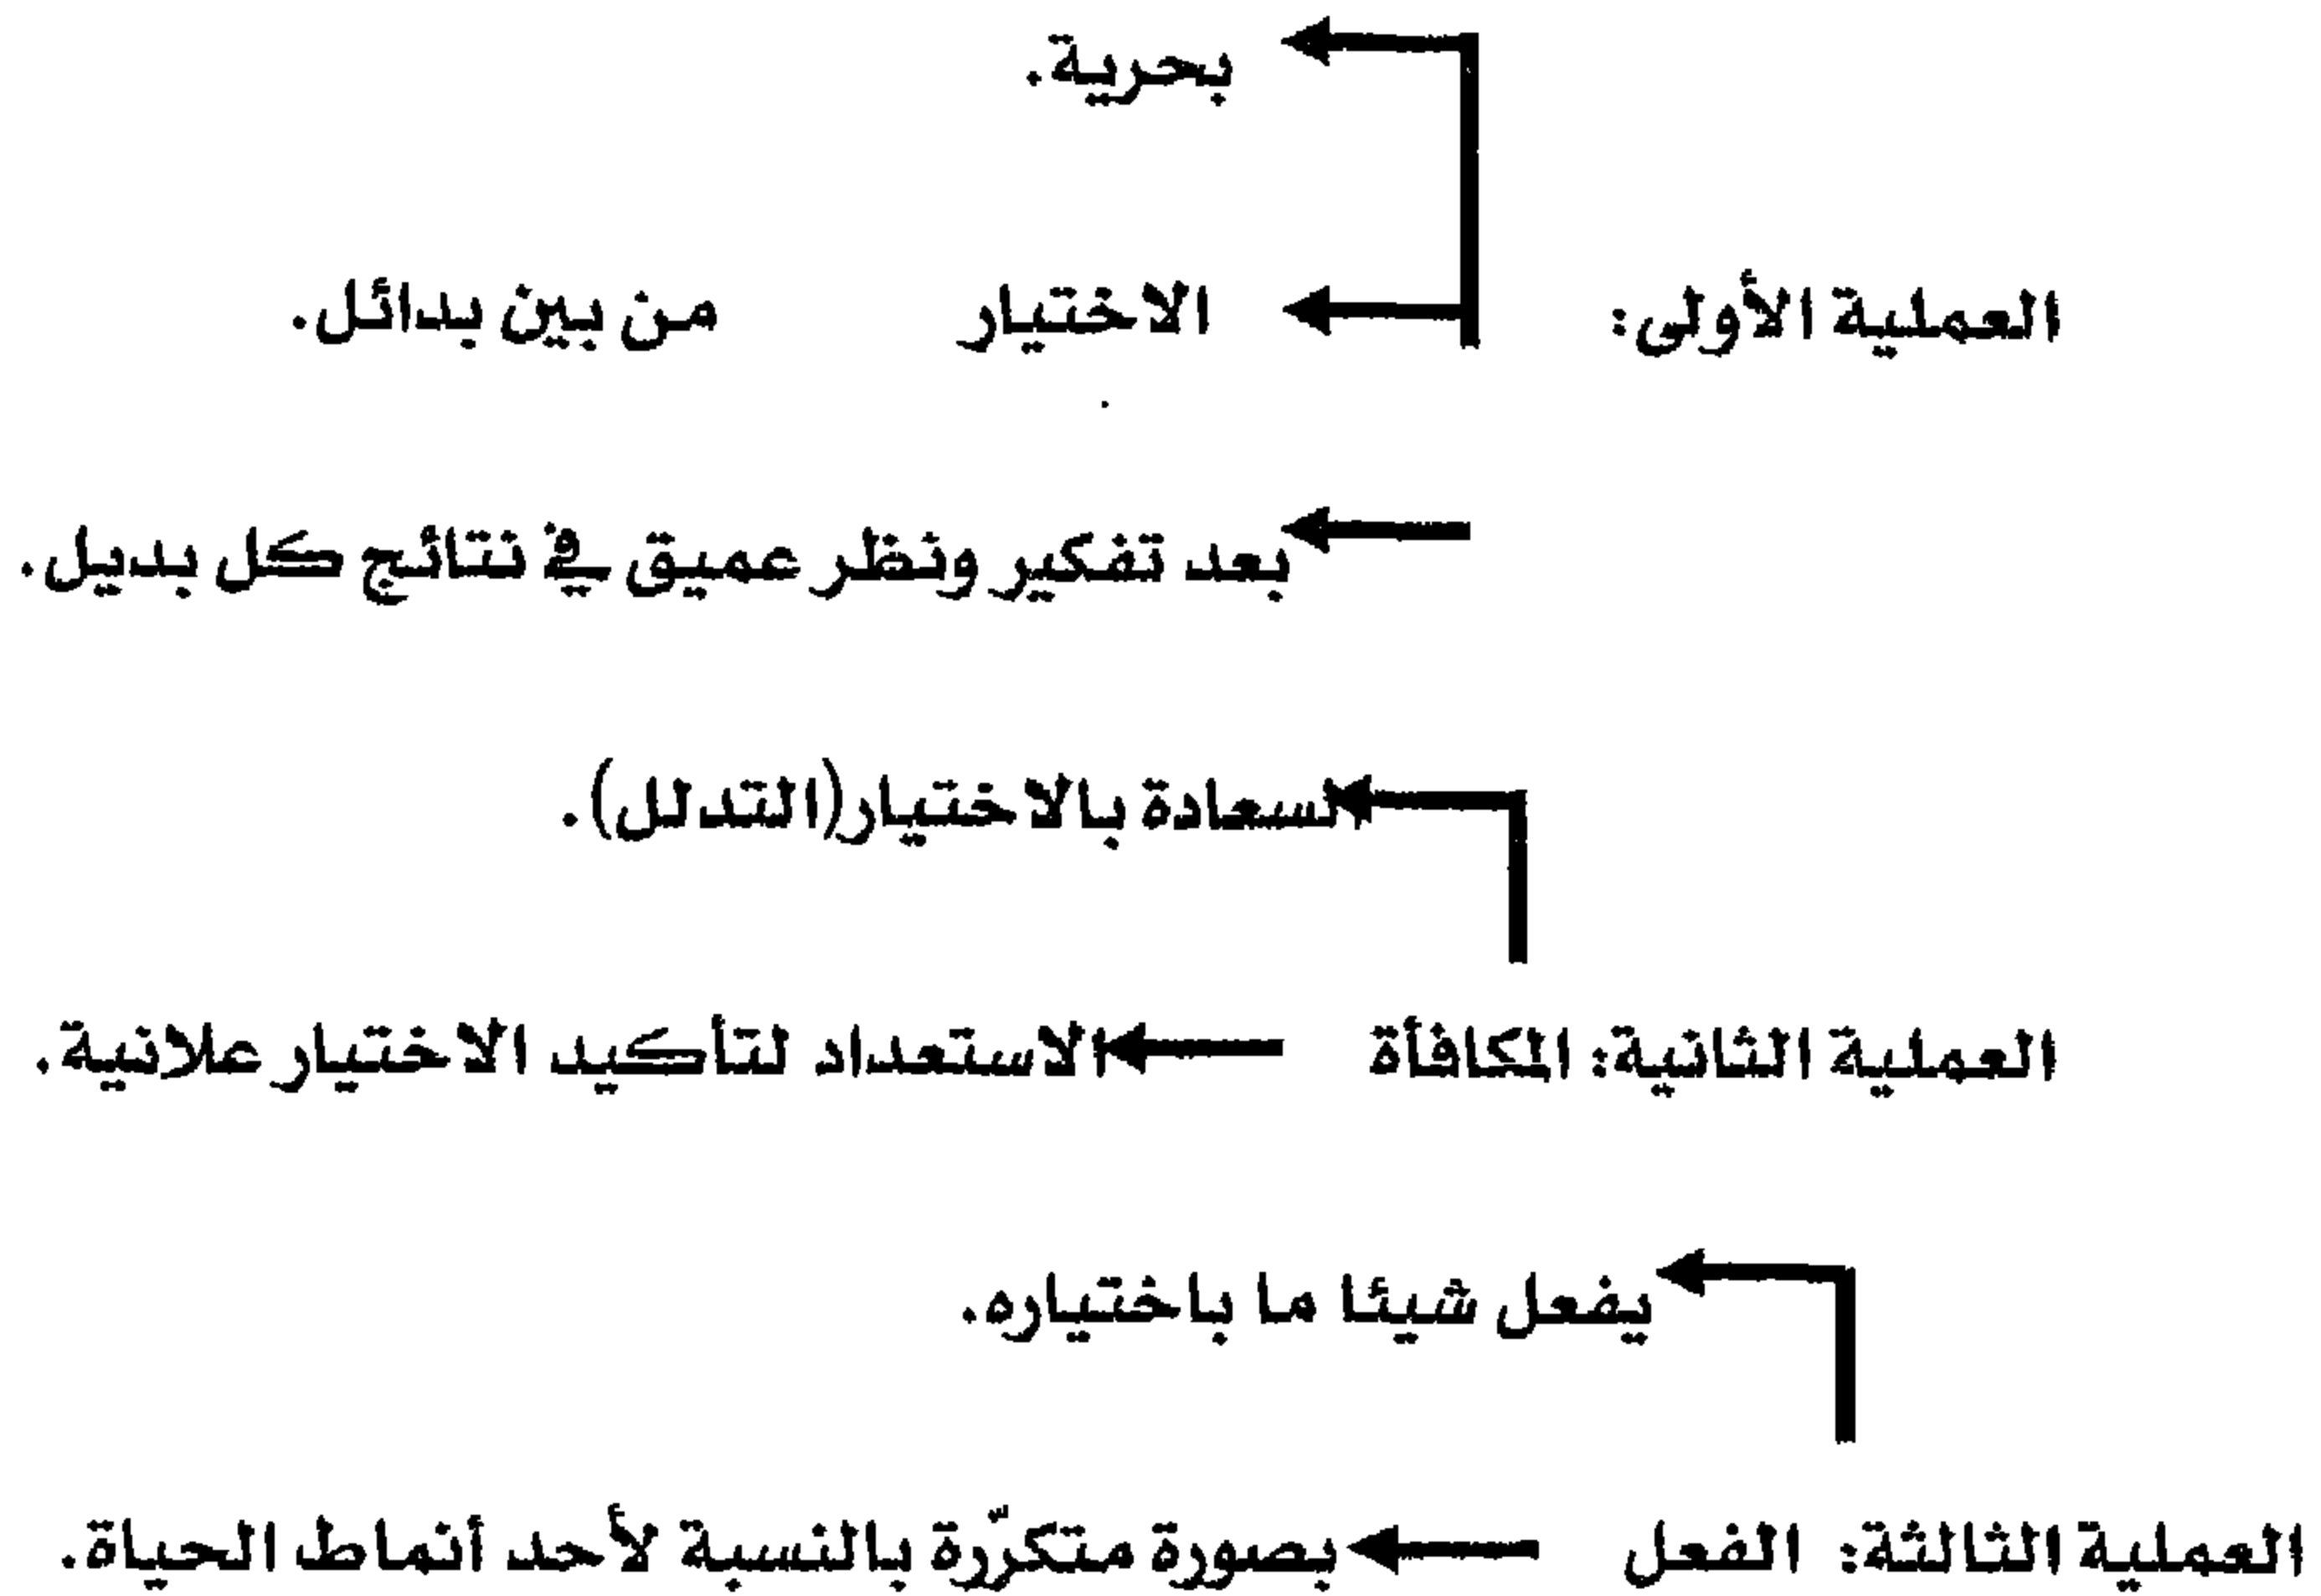 بحرية.
العملية الأولى: الاختيار من بين بدائل.
بعد تفكير ونظر عميق في نتائج كل بديل.
السعادة بالاختيار (التدلل).
العملية الثانية: المكافأة الاستعداد لتأكيد الاختيار علانية.
يفعل شيئا ما باختياره.
العملية الثالثة: الفعل بصورة متكرّرة بالنسبة لأحد أنماط الحياة.